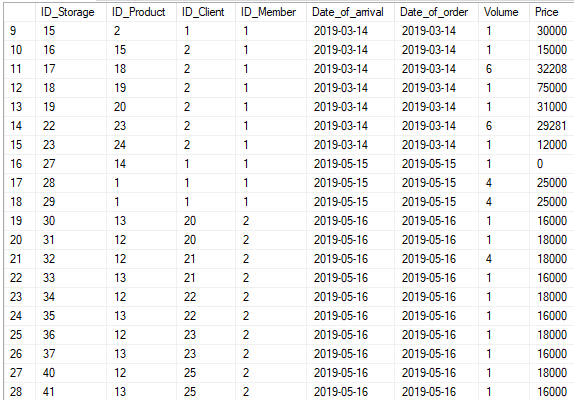 ID_Storage ID_Product ID_Client ID_Member Date_of_arrival Date_of_order Volume Price
9 15 2 1 1 2019-03-14 2019-03-14 1 30000
10 16 15 2 1 2019-03-14 2019-03-14 1 15000
11 17 18 2 1 2019-03-14 2019-03-14 6 32208
12 18 19 2 1 2019-03-14 2019-03-14 1 75000
13 19 20 2 1 2019-03-14 2019-03-14 1 31000
14 22 23 2 1 2019-03-14 2019-03-14 6 29281
15 23 24 2 1 2019-03-14 2019-03-14 1 12000
16 27 14 1 1 2019-05-15 2019-05-15 1 0
17 28 1 1 1 2019-05-15 2019-05-15 4 25000
18 29 1 1 1 2019-05-15 2019-05-15 4 25000
19 30 13 20 2 2019-05-16 2019-05-16 1 16000
20 31 12 20 2 2019-05-16 2019-05-16 1 18000
21 32 12 21 2 2019-05-16 2019-05-16 4 18000
22 33 13 21 2 2019-05-16 2019-05-16 1 16000
23 34 12 22 2 2019-05-16 2019-05-16 1 18000
24 35 13 22 2 2019-05-16 2019-05-16 1 16000
25 36 12 23 2 2019-05-16 2019-05-16 1 18000
26 37 13 23 2 2019-05-16 2019-05-16 1 16000
27 40 12 25 2 2019-05-16 2019-05-16 1 18000
28 41 13 25 2 2019-05-16 2019-05-16 1 16000